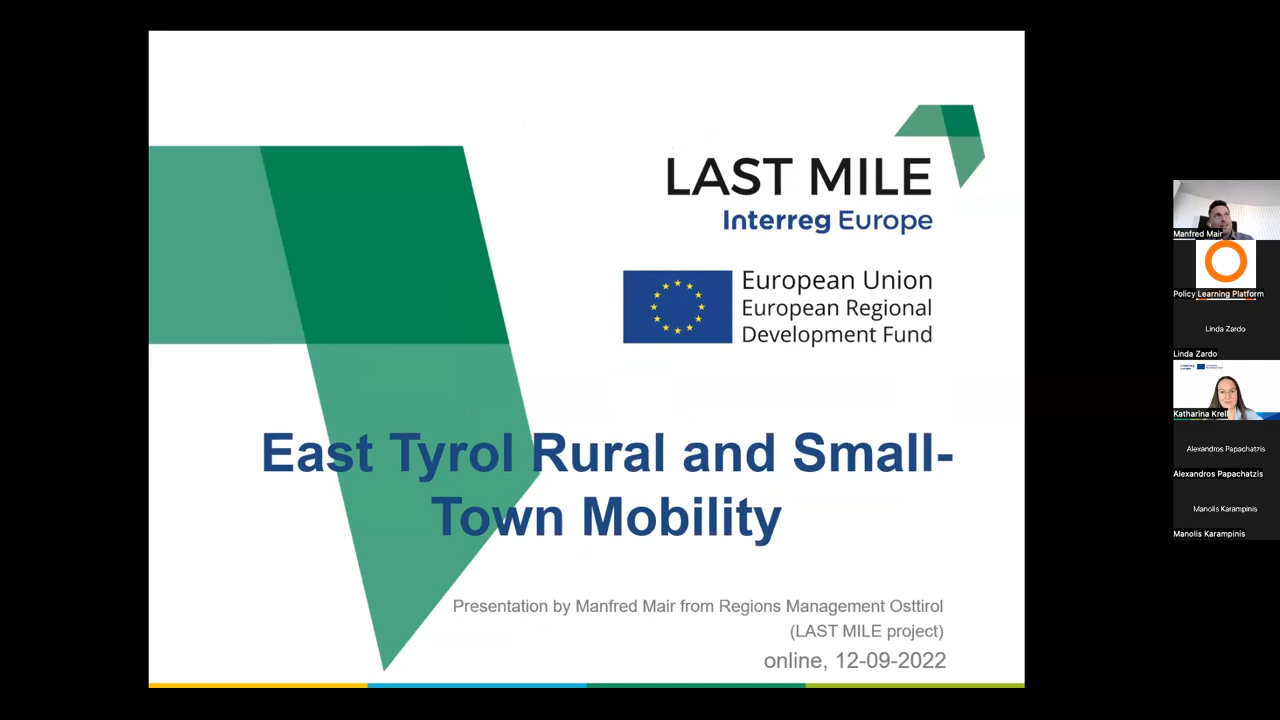 LAST MILE
Interreg Europe
European Union
European Regional
Development Fund
East Tyrol Rural and Small-
Town Mobility
Presentation by Manfred Mair from Regions Management Osttirol
(LAST MILE project)
online, 12-09-2022
Manfred Mair
Policy Learning Platform
Linda Zardo
Linda Zardo
Katharina Krell
Alexandros Papachatzis
Alexandros Papachatzis
Manolis Karampinis
Manolis Karampinis